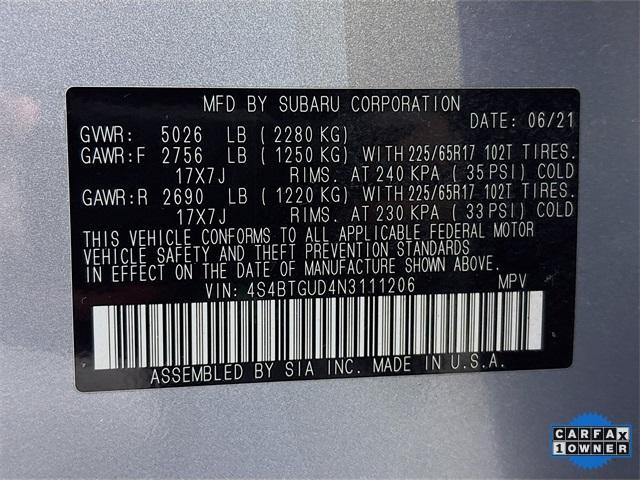 MFD BY SUBARU CORPORATION
DATE: 06/21
GVWR: 5026 LB (2280 KG)
GAWR:F 2756 LB (1250 KG) WITH 225/65R17 102T TIRES.
17X7J RIMS. AT 240 KPA (35 PSI) COLD
GAWR:R 2690 LB (1220 KG) WITH 225/65R17 102T TIRES.
17X7J RIMS. AT 230 KPA (33 PSI) COLD
THIS VEHICLE CONFORMS TO ALL APPLICABLE FEDERAL MOTOR
VEHICLE SAFETY AND THEFT PREVENTION STANDARDS
IN EFFECT ON THE DATE OF MANUFACTURE SHOWN ABOVE.
VIN: 4S4BTGUD4N3111206 MPV
ASSEMBLED BY SIA INC. MADE IN U.S.A.
CARFAX
1 OWNER